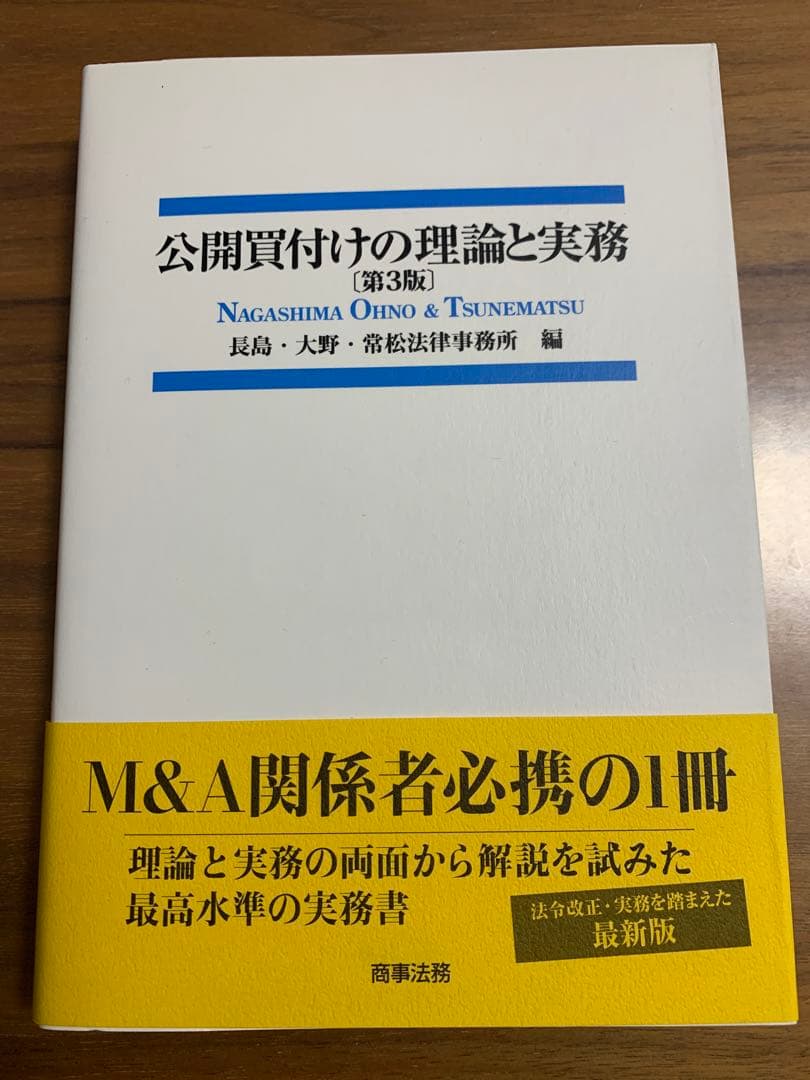 公開買付けの理論と実務
〔第3版〕
NAGASHIMA OHNO & TSUNEMATSU
長島・大野・常松法律事務所 編
M&A関係者必携の1冊
理論と実務の両面から解説を試みた
最高水準の実務書
法令改正・実務を踏まえた
最新版
商事法務